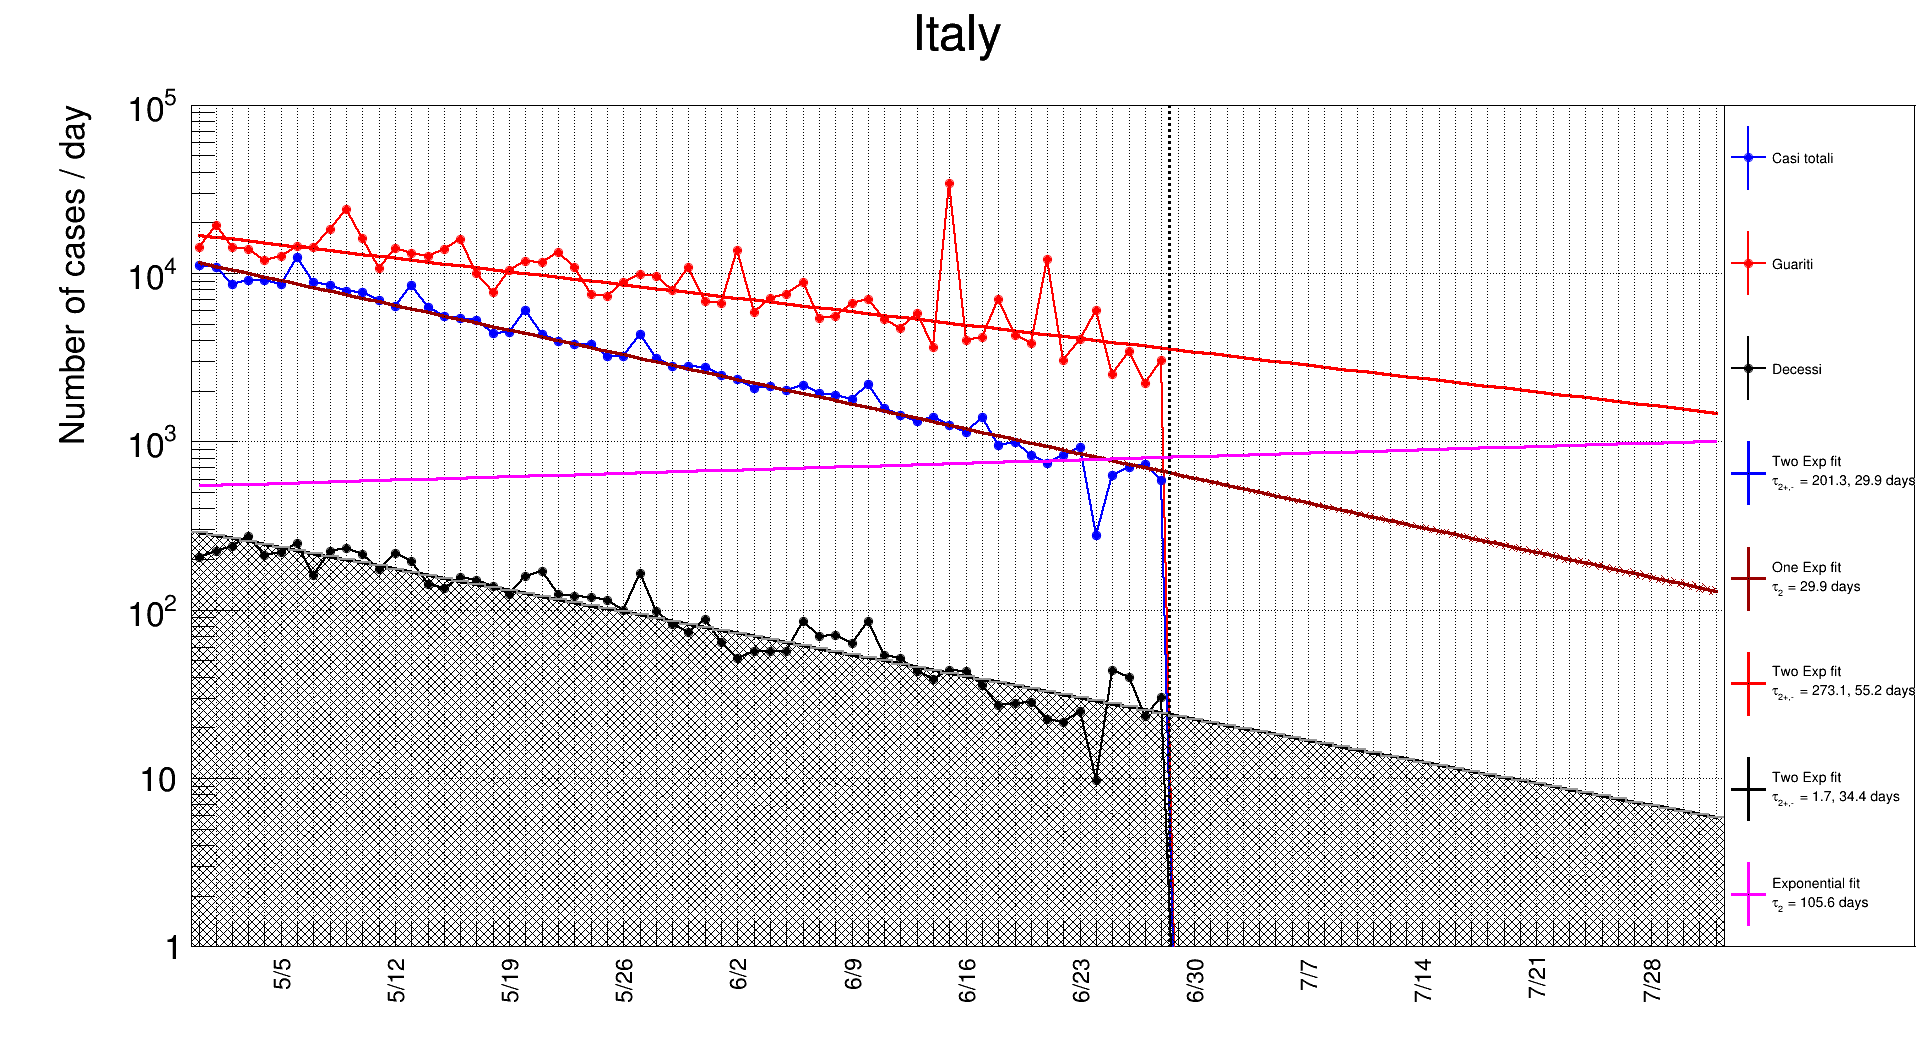 Italy
Number of cases / day
10^5
10^4
10^3
10^2
10
1
5/5
5/12
5/19
5/26
6/2
6/9
6/16
6/23
6/30
7/7
7/14
7/21
7/28
Casi totali
Guariti
Decessi
Two Exp fit
τ2+,- = 201.3, 29.9 days
One Exp fit
τ2 = 29.9 days
Two Exp fit
τ2+,- = 273.1, 55.2 days
Two Exp fit
τ2+,- = 1.7, 34.4 days
Exponential fit
τ2 = 105.6 days